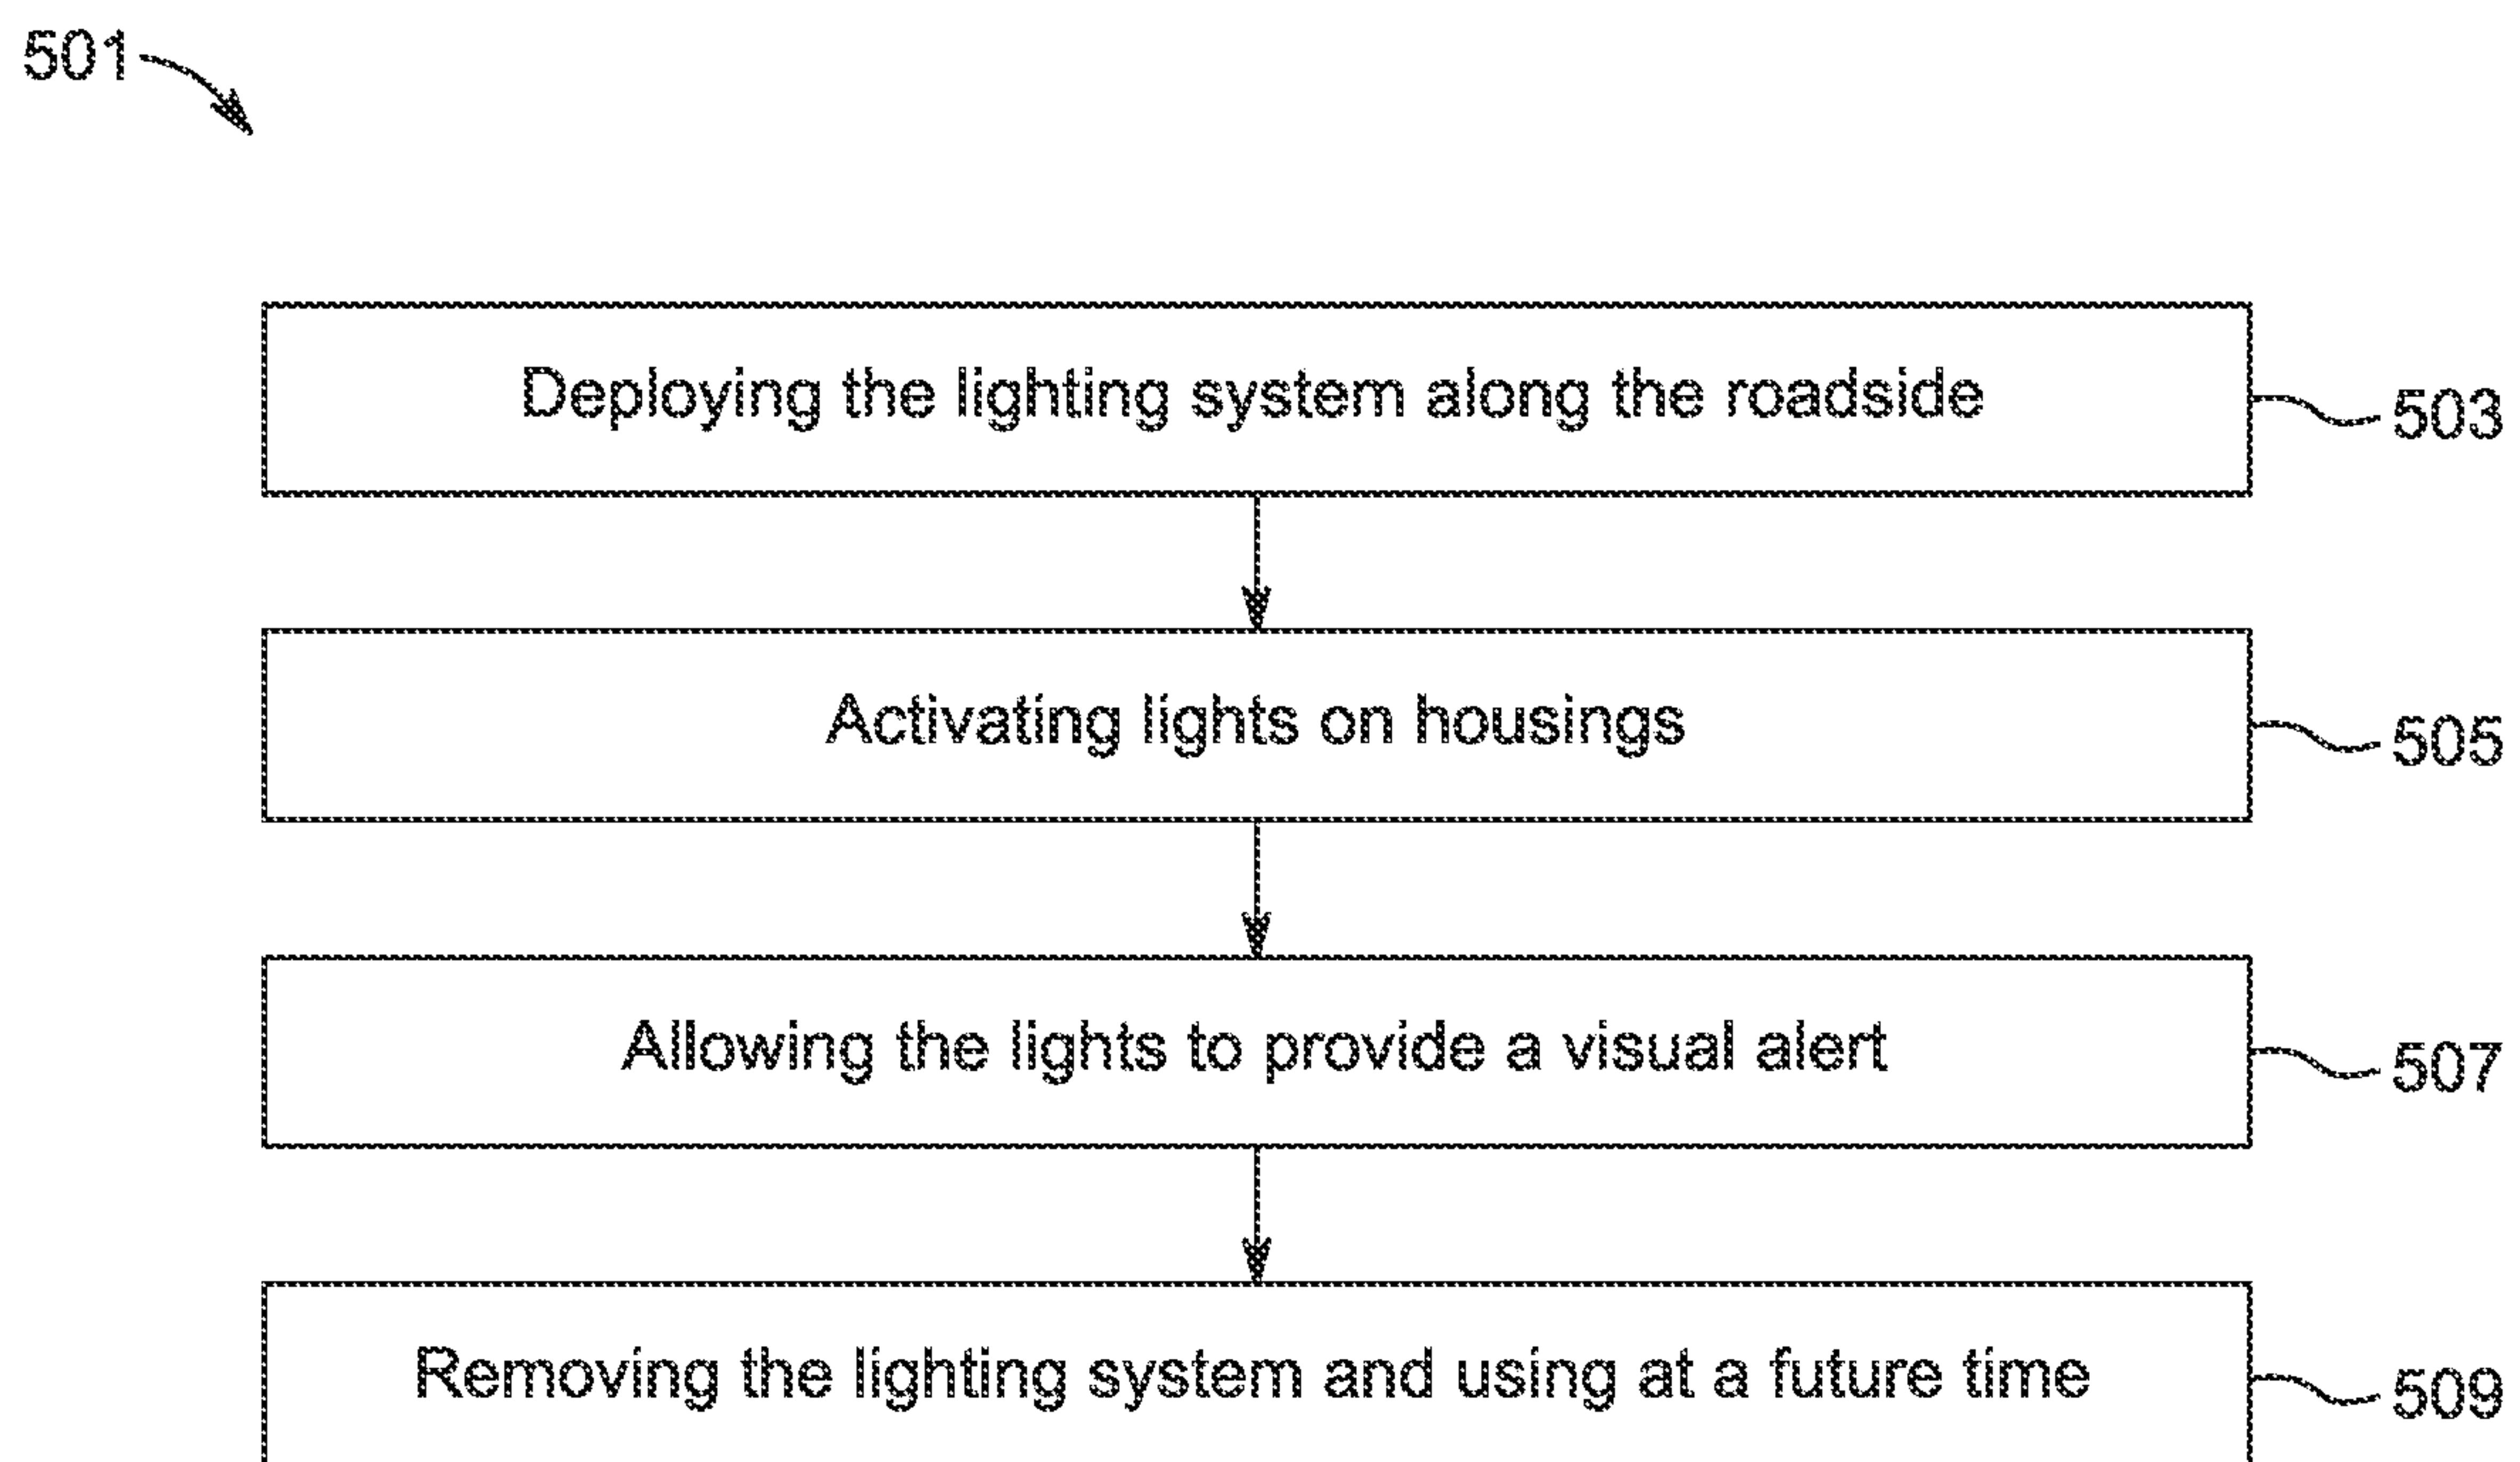 501
Deploying the lighting system along the roadside
503
Activating lights on housings
505
Allowing the lights to provide a visual alert
507
Removing the lighting system and using at a future time
509